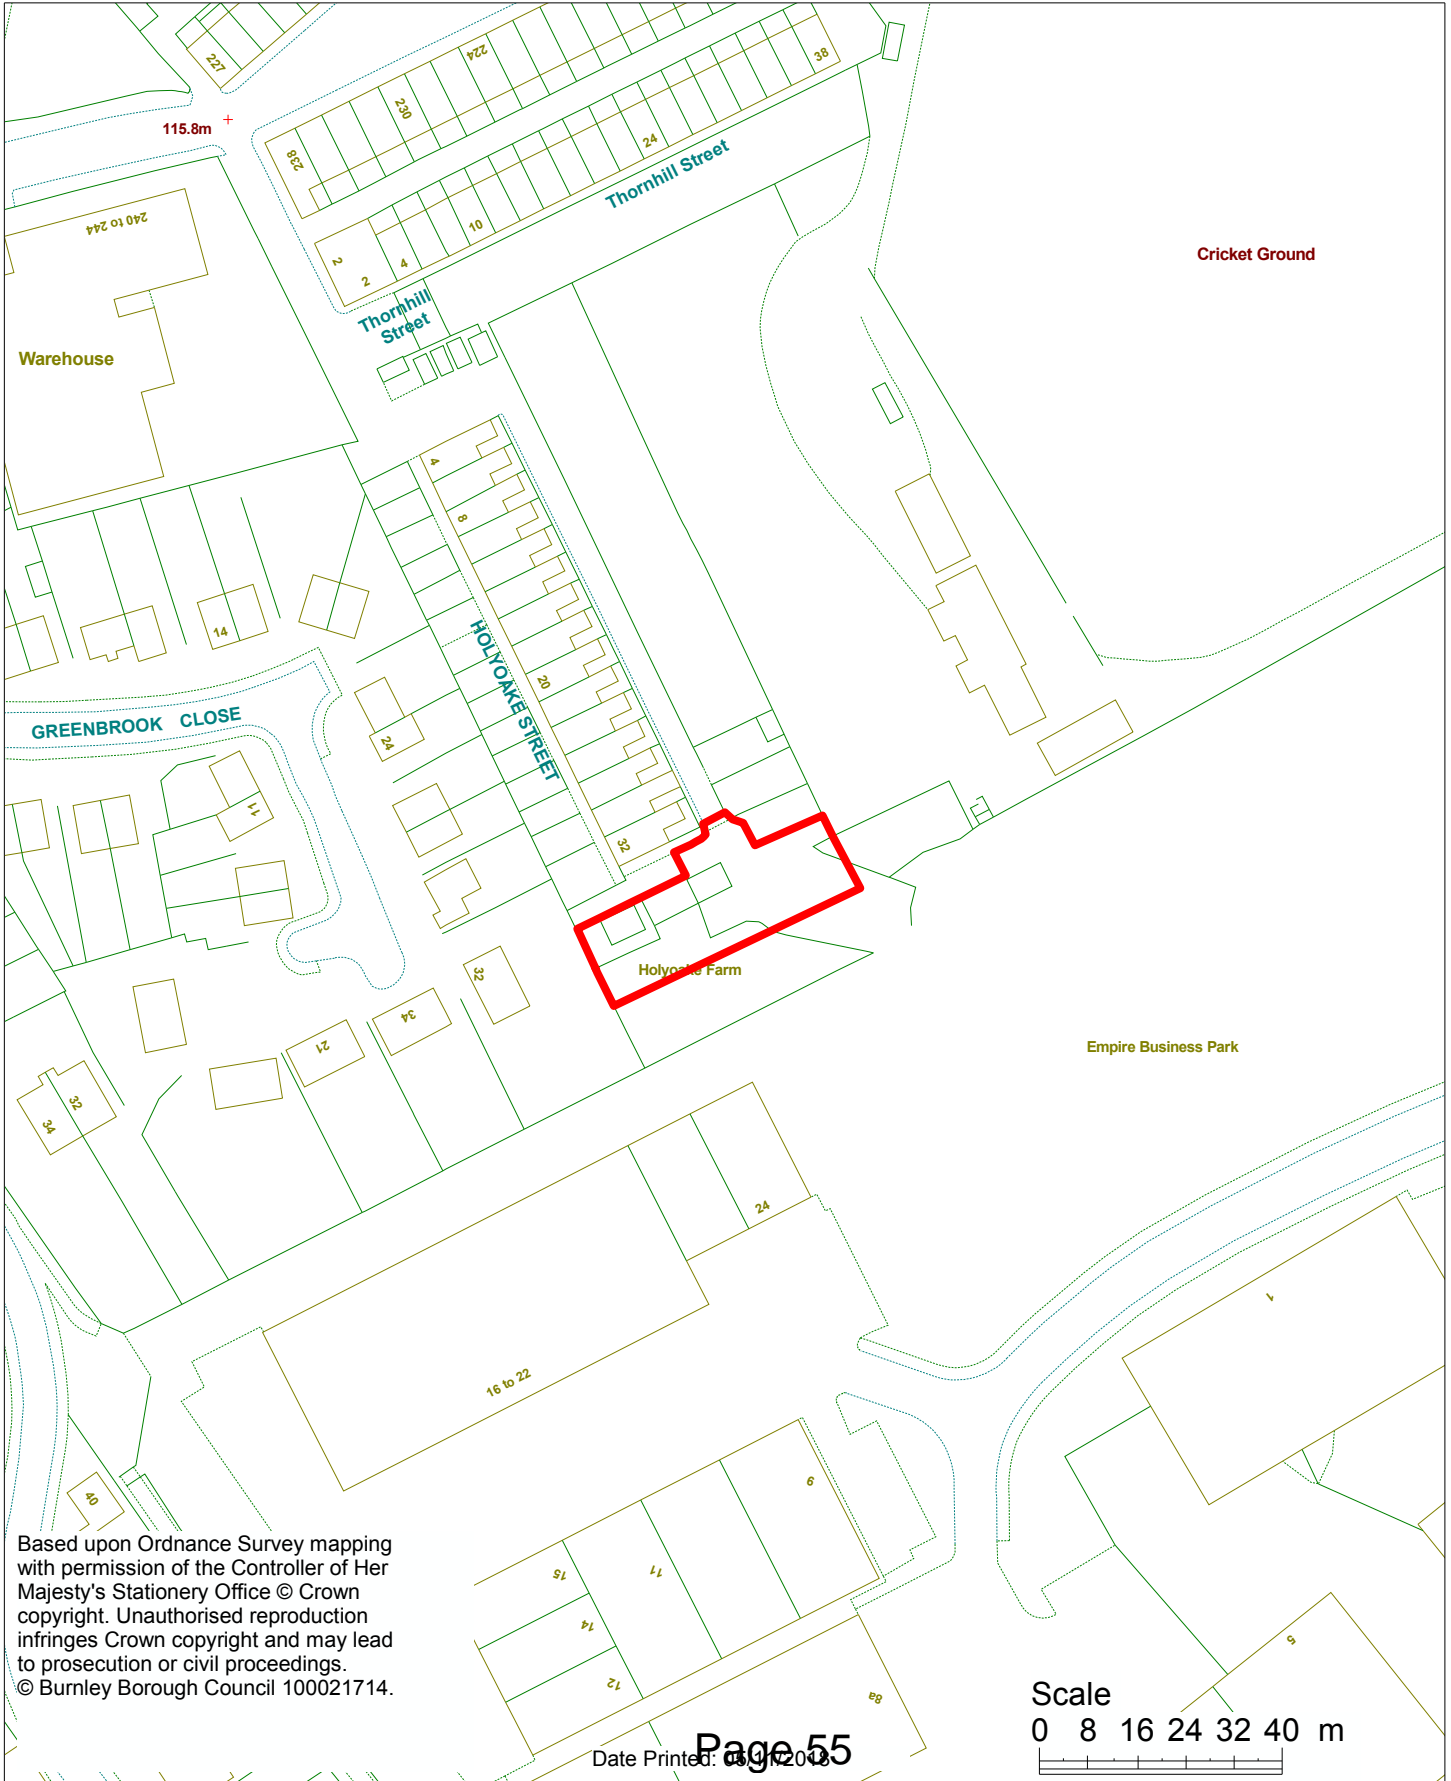 227
224
230
238
38
115.8m
24
Thornhill Street
240 to 244
10
2
2
4
Cricket Ground
Thornhill
Street
Warehouse
4
8
14
HOLYOAKE STREET
20
GREENBROOK CLOSE
24
11
32
32
Holyoake Farm
34
21
Empire Business Park
32
34
24
1
16 to 22
40
9
15
11
14
12
5
8a
Based upon Ordnance Survey mapping
with permission of the Controller of Her
Majesty's Stationery Office © Crown
copyright. Unauthorised reproduction
infringes Crown copyright and may lead
to prosecution or civil proceedings.
© Burnley Borough Council 100021714.
Scale
0 8 16 24 32 40 m
Page 55
Date Printed: